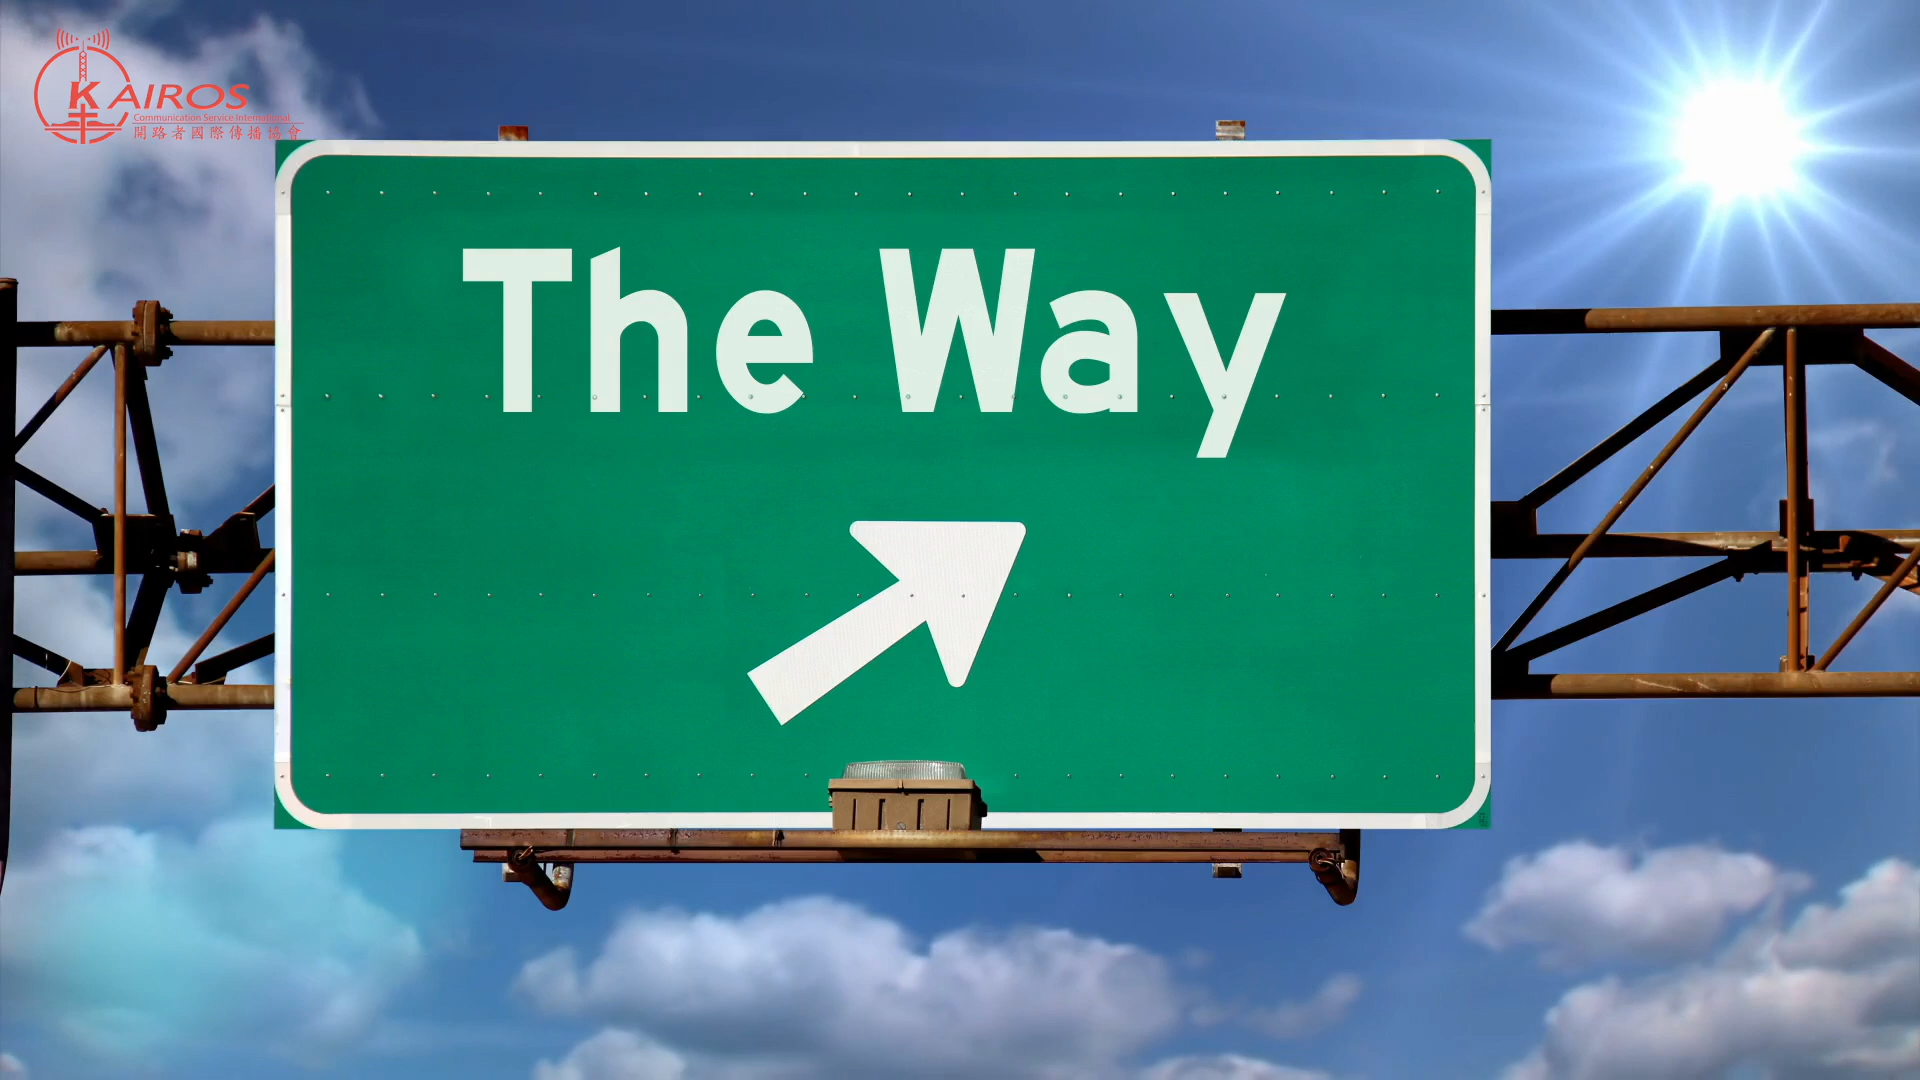 KAIROS
Communication Service International
開路者國際傳播協會
The Way